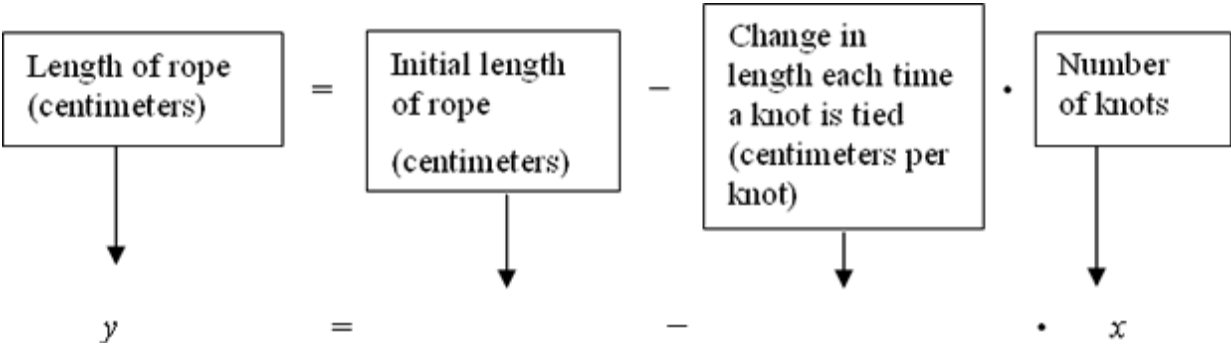 Length of rope
(centimeters)
=
Initial length
of rope
(centimeters)
−
Change in
length each time
a knot is tied
(centimeters per
knot)
·
Number
of knots
y = − · x